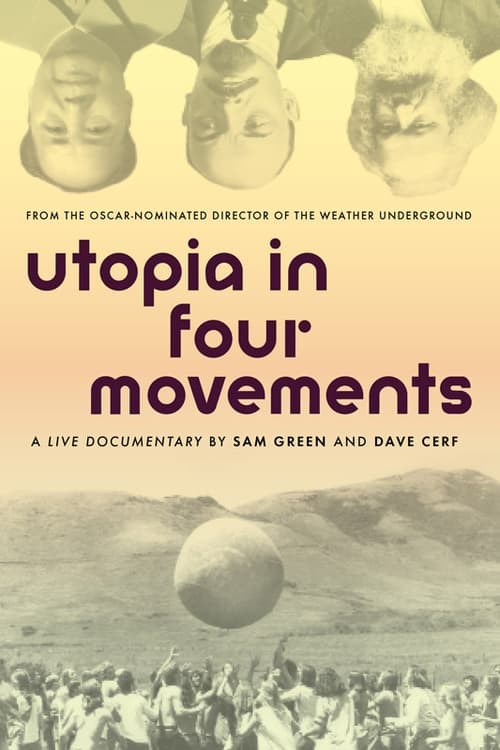 FROM THE OSCAR-NOMINATED DIRECTOR OF THE WEATHER UNDERGROUND
utopia in
four
movements
A LIVE DOCUMENTARY BY SAM GREEN AND DAVE CERF